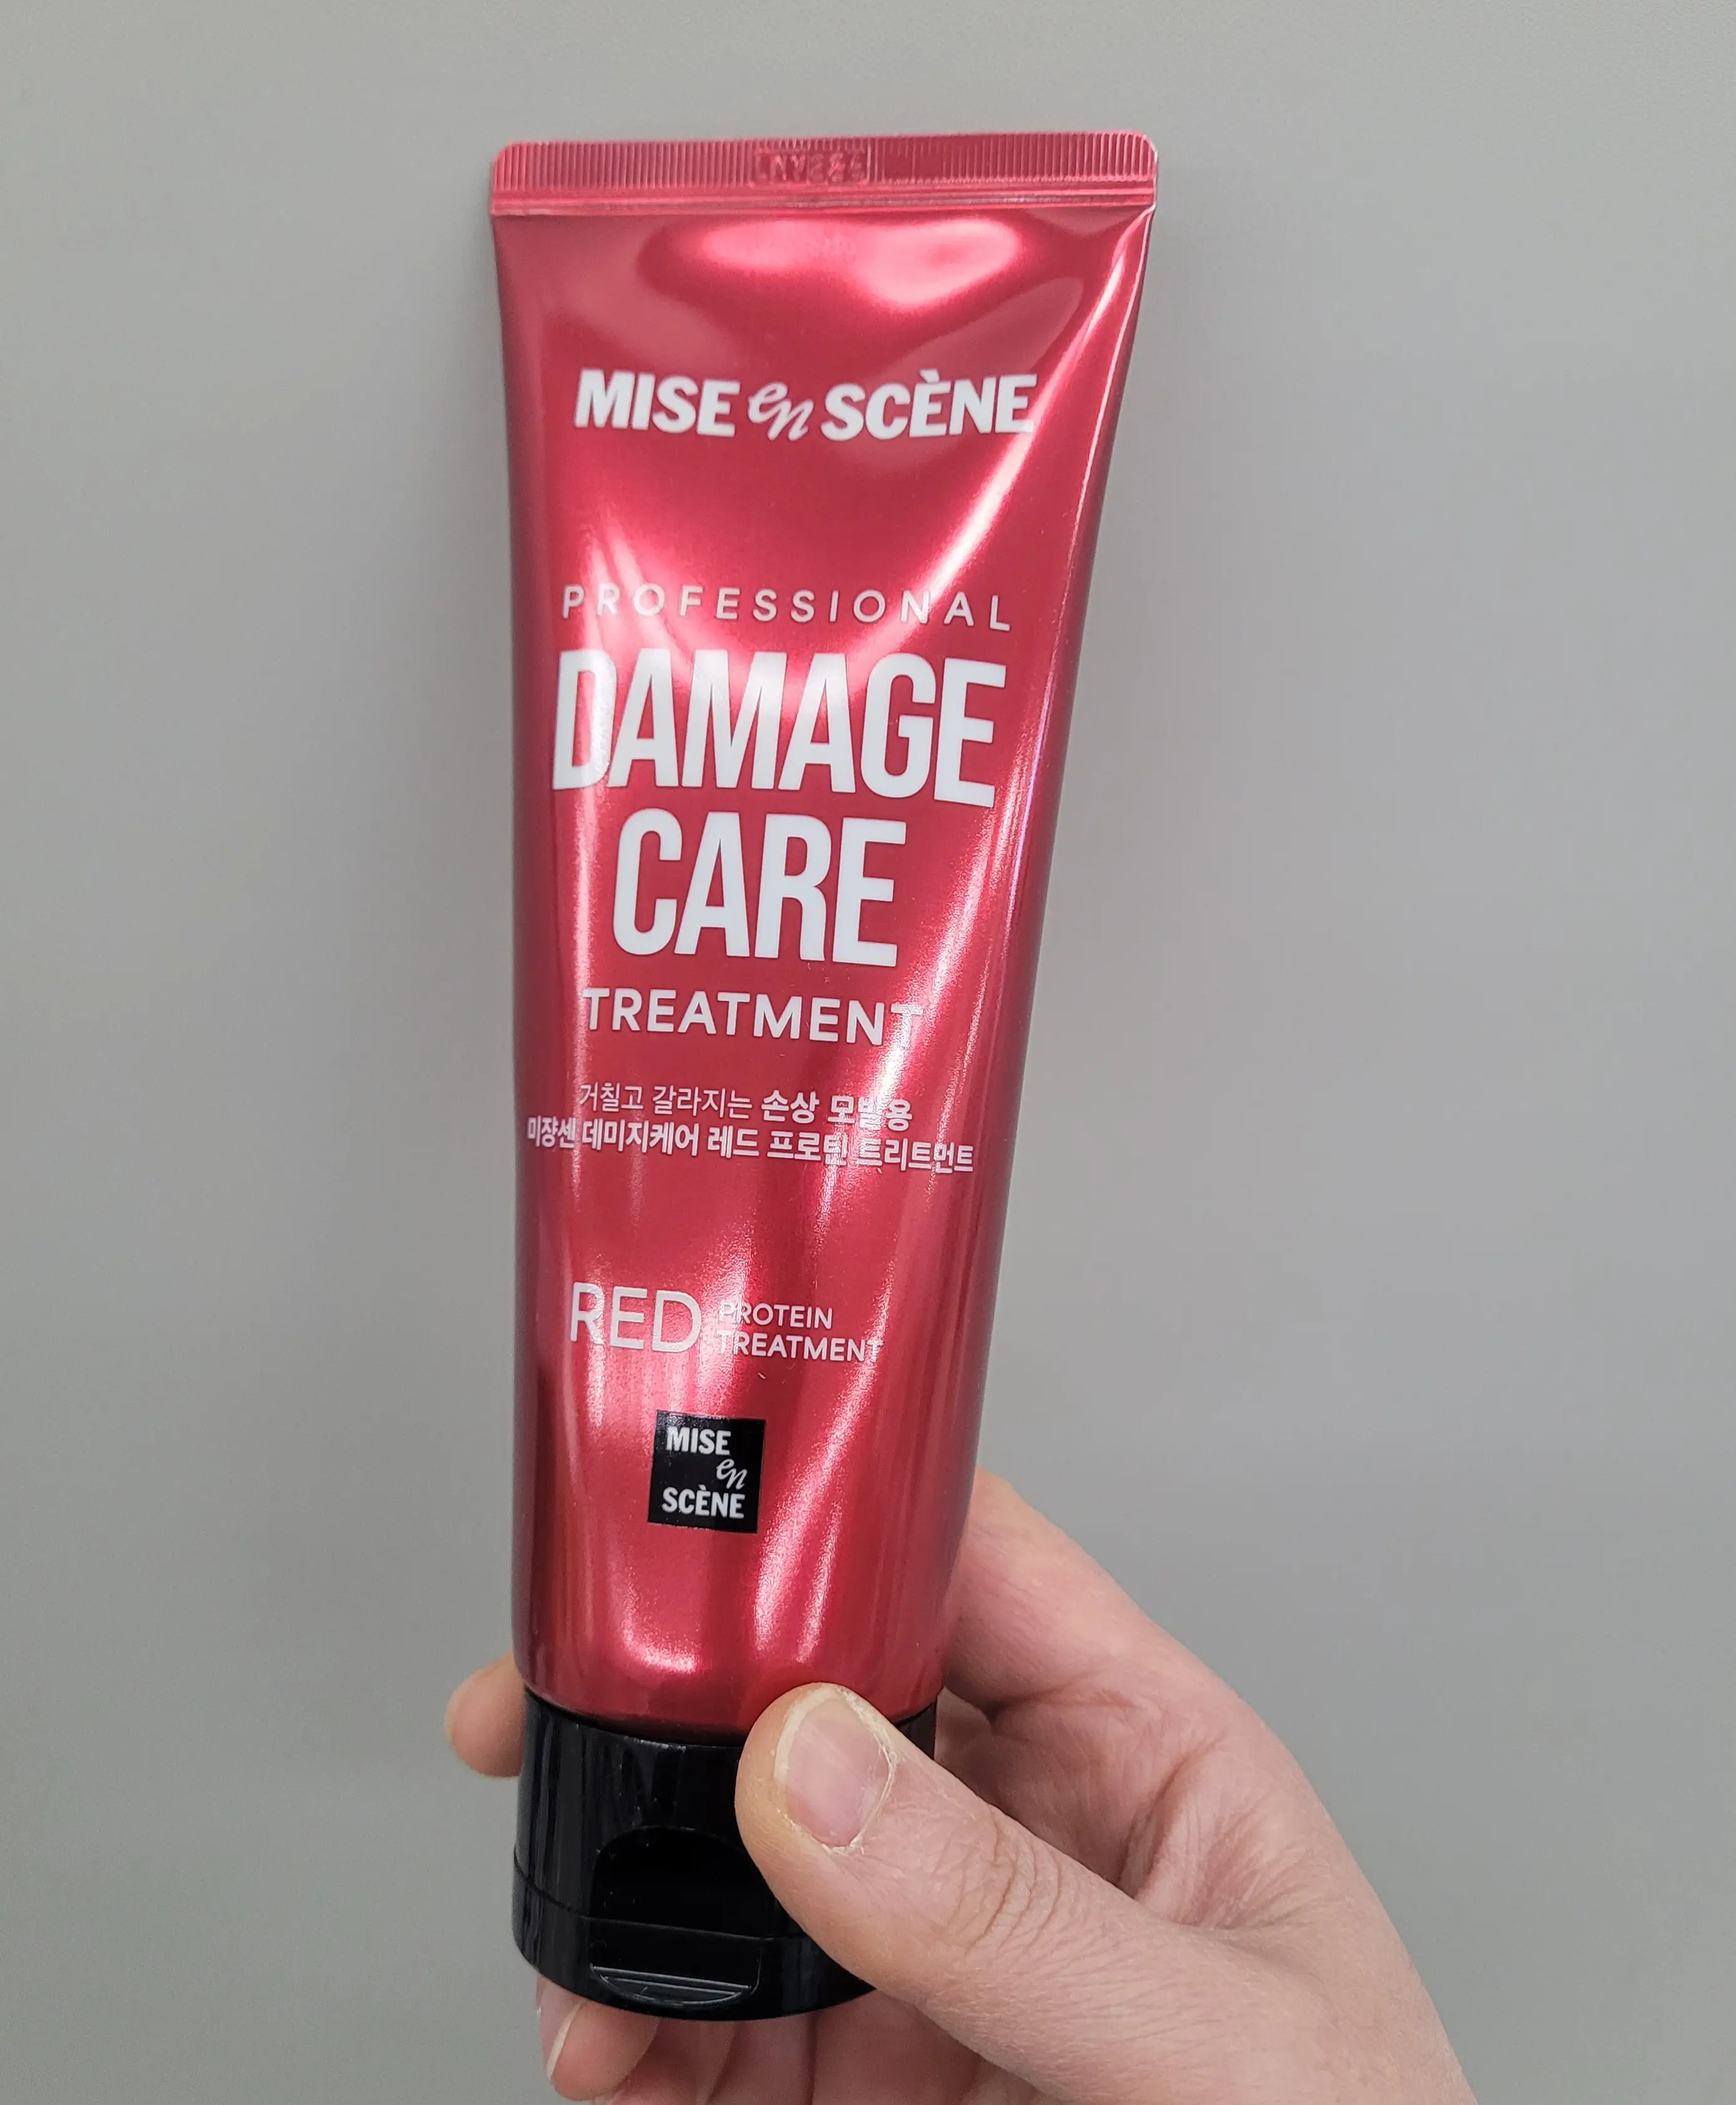 MISE en SCÈNE
PROFESSIONAL
DAMAGE
CARE
TREATMENT
거칠고 갈라지는 손상 모발용
미쟝센 데미지케어 레드 프로틴 트리트먼트
RED PROTEIN
TREATMENT
MISE
en
SCÈNE